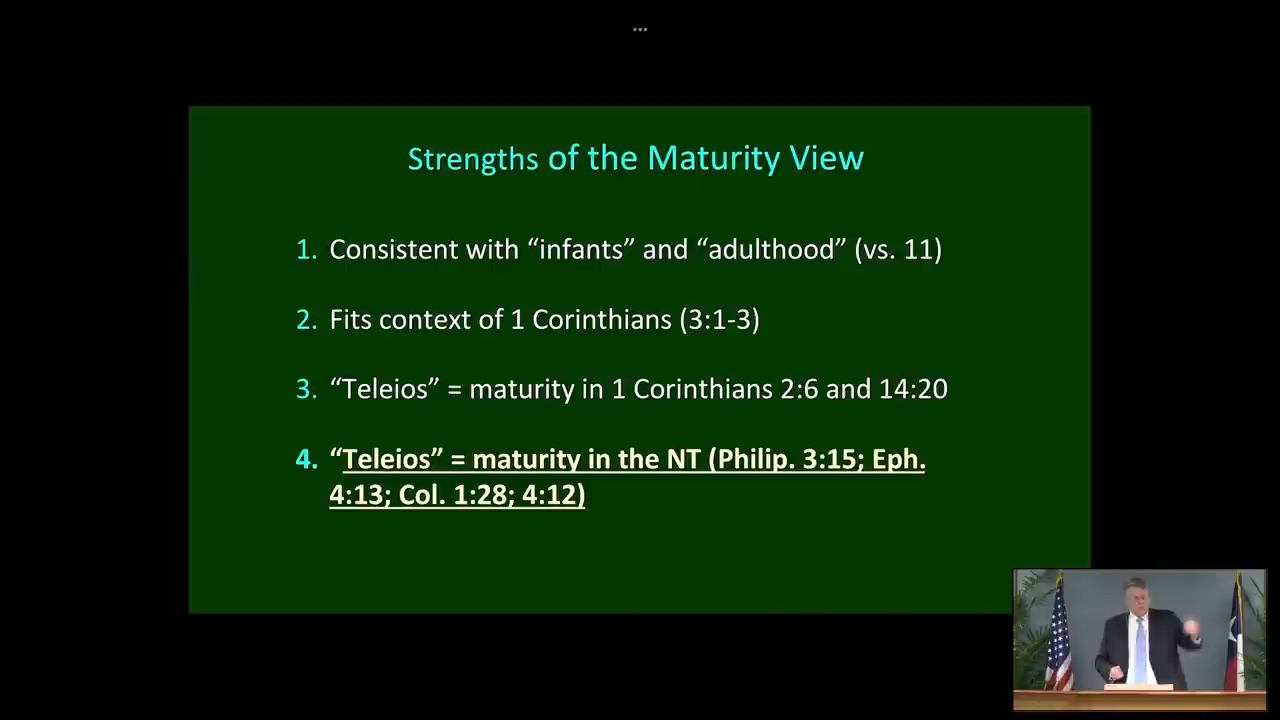 Strengths of the Maturity View
1. Consistent with “infants” and “adulthood” (vs. 11)
2. Fits context of 1 Corinthians (3:1-3)
3. “Teleios” = maturity in 1 Corinthians 2:6 and 14:20
4. “Teleios” = maturity in the NT (Philip. 3:15; Eph.
4:13; Col. 1:28; 4:12)